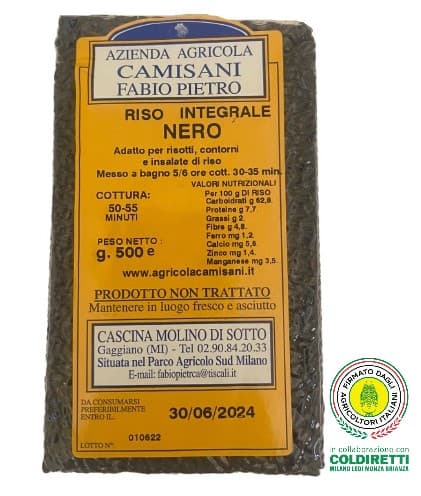 AZIENDA AGRICOLA
CAMISANI
FABIO PIETRO
RISO INTEGRALE
NERO
Adatto per risotti, contorni
e insalate di riso
Messo a bagno 5/6 ore cott. 30-35 min.
COTTURA:
50-55
MINUTI
PESO NETTO:
g. 500 e
VALORI NUTRIZIONALI
Per 100 g DI RISO
Carboidrati g 62,8.
Proteine g 7,7
Grassi g 2.
Fibre g 4,8.
Ferro mg 1,2.
Calcio mg 5,6
Zinco mg 1,4.
Manganese mg 3,5.
www.agricolacamisani.it
PRODOTTO NON TRATTATO
Mantenere in luogo fresco e asciutto
CASCINA MOLINO DI SOTTO
Gaggiano (MI) - Tel 02.90.84.20.33
Situata nel Parco Agricolo Sud Milano
E-mail: fabiopietrca@tiscali.it
DA CONSUMARSI
PREFERIBILMENTE
ENTRO IL:
30/06/2024
LOTTO N°:
010622
FIRMATO DAGLI
AGRICOLTORI ITALIANI
in collaborazione con
COLDIRETTI
MILANO LODI MONZA BRIANZA